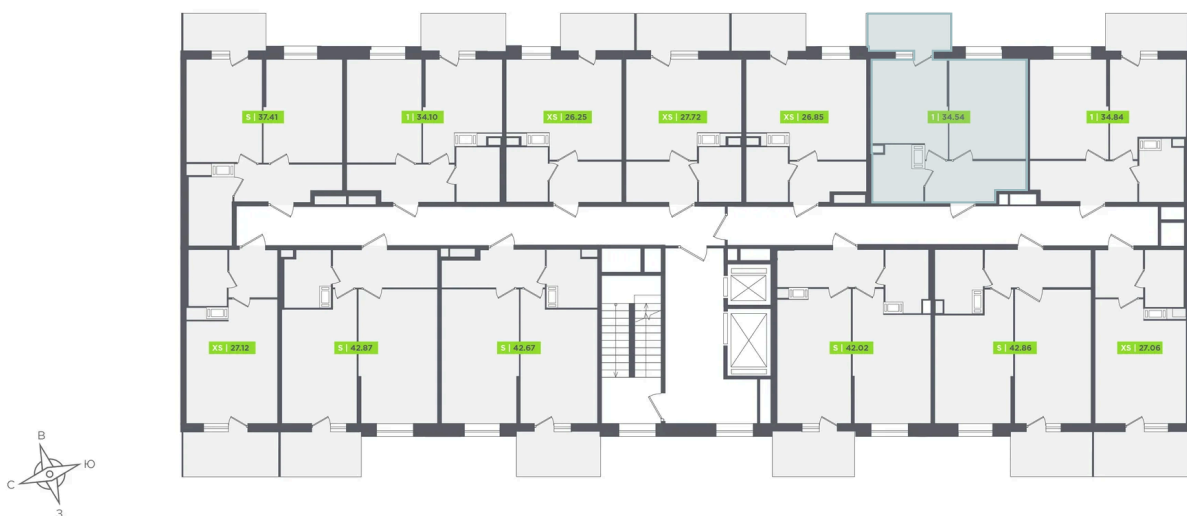 S | 37.41
1 | 34.10
XS | 26.25
XS | 27.72
XS | 26.85
1 | 34.54
1 | 34.84
XS | 27.12
S | 42.87
S | 42.67
S | 42.02
S | 42.86
XS | 27.06
В
Ю
С
З